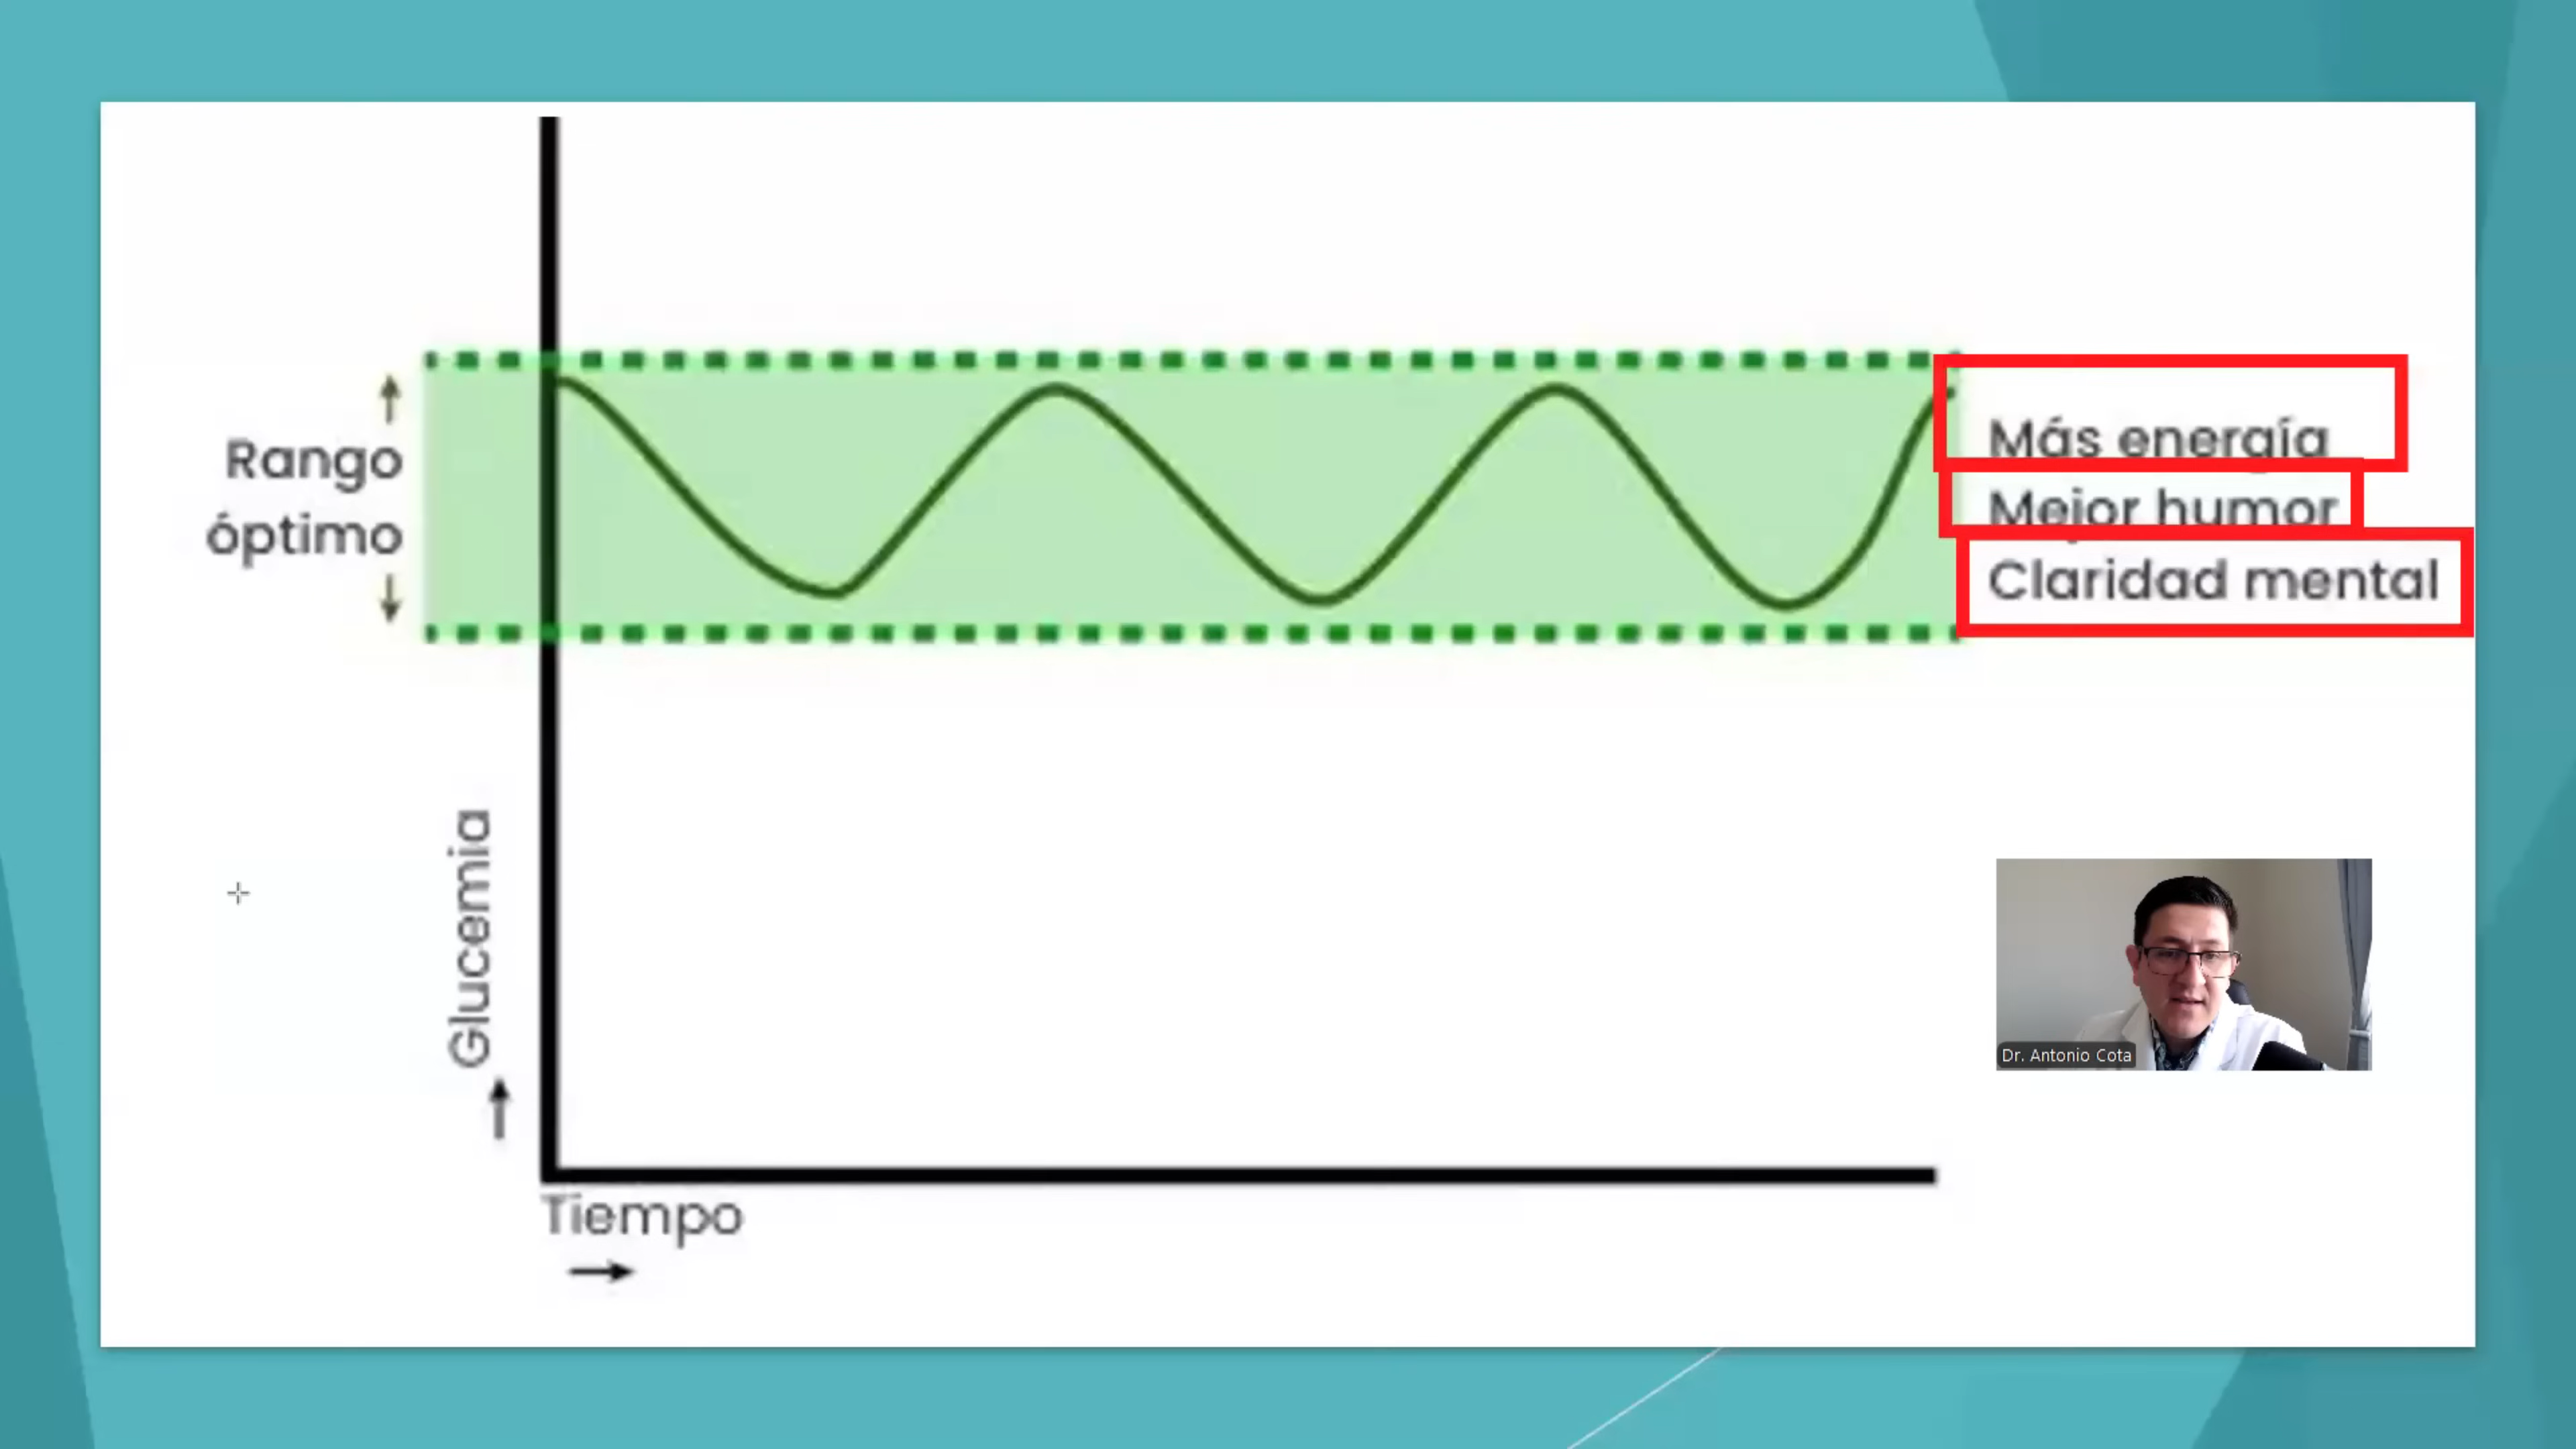 Rango
óptimo
Más energía
Mejor humor
Claridad mental
Glucemia
Dr. Antonio Cota
Tiempo